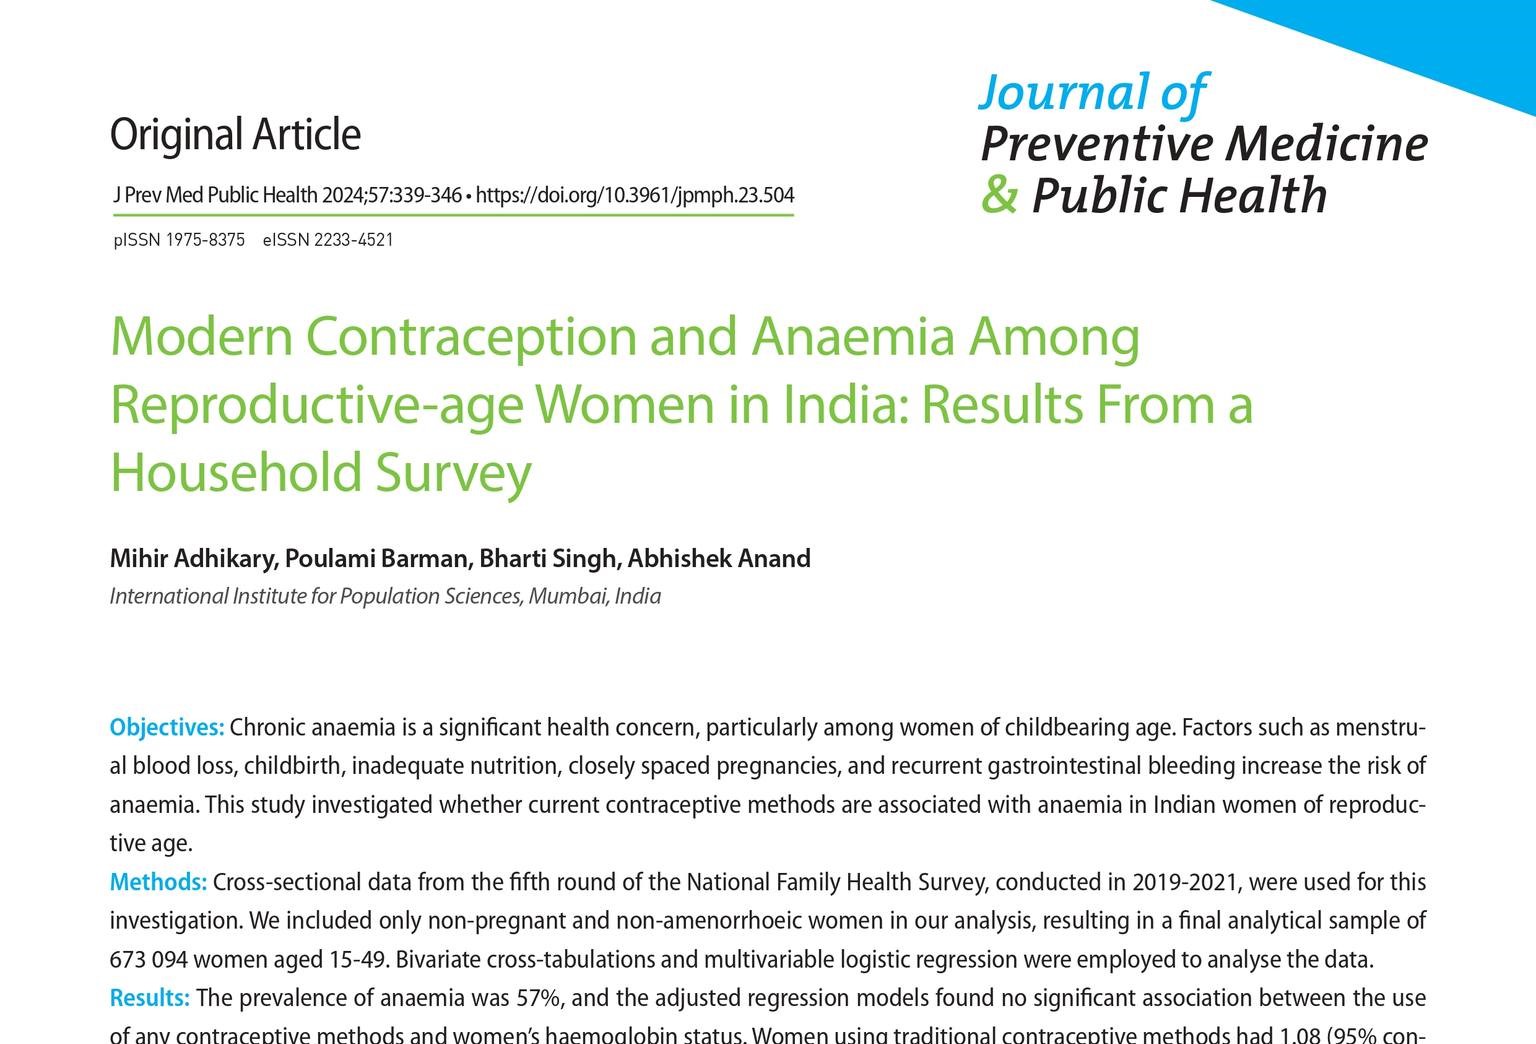 Journal of
Preventive Medicine
& Public Health
Original Article
J Prev Med Public Health 2024;57:339-346 • https://doi.org/10.3961/jpmph.23.504
pISSN 1975-8375 eISSN 2233-4521
Modern Contraception and Anaemia Among
Reproductive-age Women in India: Results From a
Household Survey
Mihir Adhikary, Poulami Barman, Bharti Singh, Abhishek Anand
International Institute for Population Sciences, Mumbai, India
Objectives: Chronic anaemia is a significant health concern, particularly among women of childbearing age. Factors such as menstru-
al blood loss, childbirth, inadequate nutrition, closely spaced pregnancies, and recurrent gastrointestinal bleeding increase the risk of
anaemia. This study investigated whether current contraceptive methods are associated with anaemia in Indian women of reproduc-
tive age.
Methods: Cross-sectional data from the fifth round of the National Family Health Survey, conducted in 2019-2021, were used for this
investigation. We included only non-pregnant and non-amenorrhoeic women in our analysis, resulting in a final analytical sample of
673 094 women aged 15-49. Bivariate cross-tabulations and multivariable logistic regression were employed to analyse the data.
Results: The prevalence of anaemia was 57%, and the adjusted regression models found no significant association between the use
of any contraceptive methods and women's haemoglobin status. Women using traditional contraceptive methods had 1.08 (95% con-